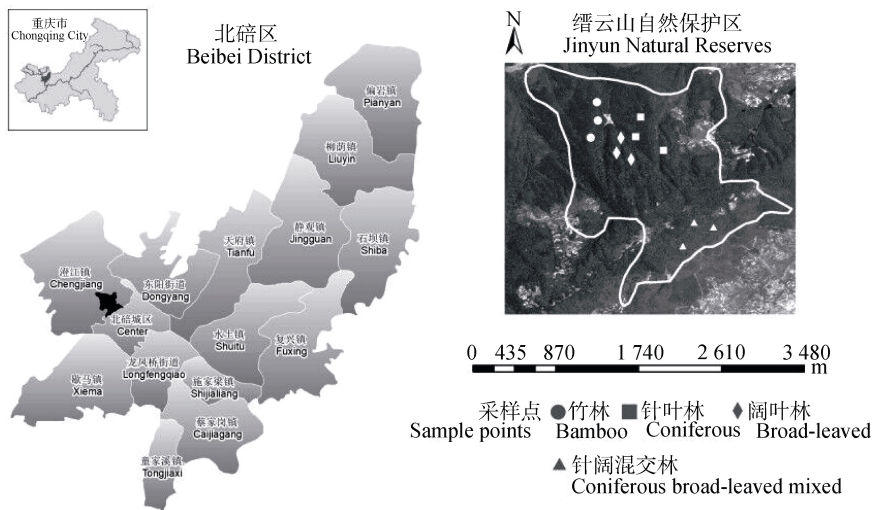 重庆市
Chongqing City
北碚区
Beibei District
偏岩镇
Pianyan
柳荫镇
Liuyin
静观镇
Jingguan
石坝镇
Shiba
天府镇
Tianfu
澄江镇
Chengjiang
东阳街道
Dongyang
北碚城区
Center
水土镇
Shuitu
复兴镇
Fuxing
龙凤桥街道
Longfengqiao
歇马镇
Xiema
施家梁镇
Shijialiang
蔡家岗镇
Caijiagang
童家溪镇
Tongjiaxi
N
缙云山自然保护区
Jinyun Natural Reserves
0 435 870 1 740 2 610 3 480
m
采样点 竹林 针叶林 阔叶林
Sample points Bamboo Coniferous Broad-leaved
针阔混交林
Coniferous broad-leaved mixed